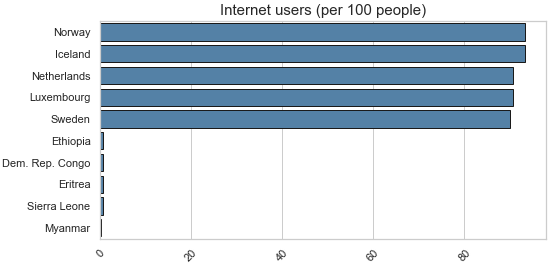 Internet users (per 100 people)
Norway
Iceland
Netherlands
Luxembourg
Sweden
Ethiopia
Dem. Rep. Congo
Eritrea
Sierra Leone
Myanmar
0 20 40 60 80